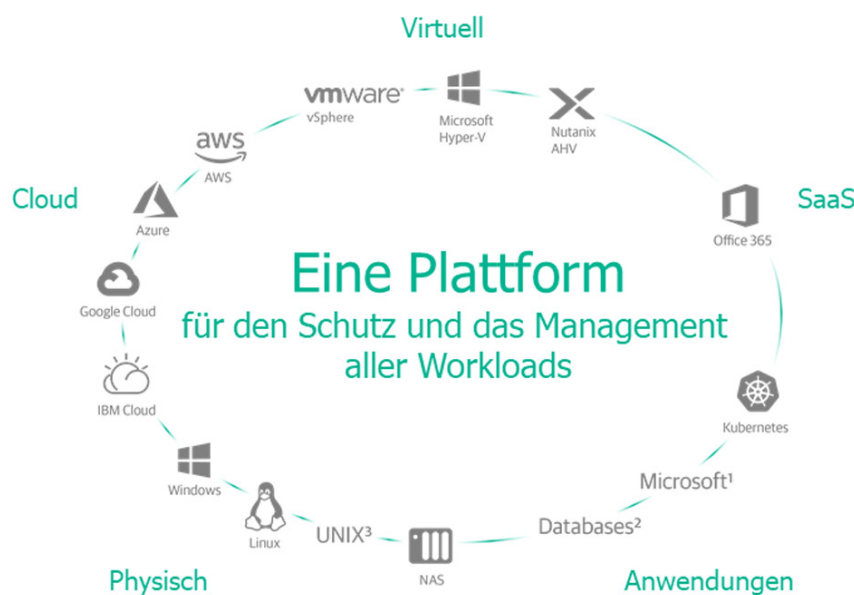 Virtuell
vmware®
vSphere
Microsoft
Hyper-V
Nutanix
AHV
aws
AWS
Cloud
Azure
SaaS
Office 365
Google Cloud
Eine Plattform
für den Schutz und das Management
aller Workloads
IBM Cloud
Kubernetes
Windows
Microsoft¹
Linux
UNIX³
NAS
Databases²
Physisch
Anwendungen